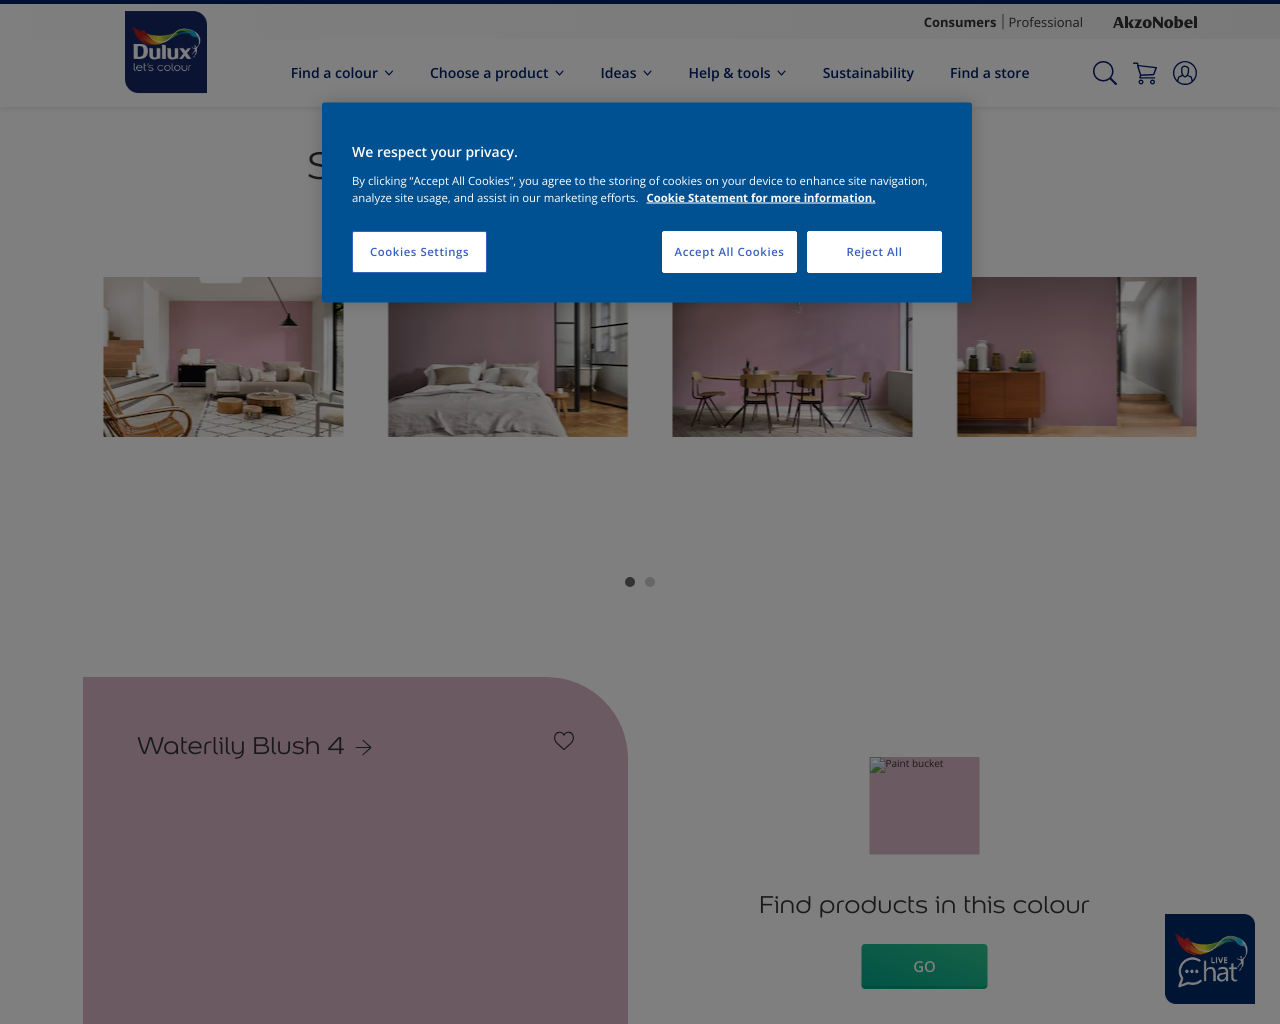 Consumers | Professional
AkzoNobel
Dulux
let's colour
Find a colour
Choose a product
Ideas
Help & tools
Sustainability
Find a store
We respect your privacy.
By clicking “Accept All Cookies”, you agree to the storing of cookies on your device to enhance site navigation,
analyze site usage, and assist in our marketing efforts. Cookie Statement for more information.
Cookies Settings
Accept All Cookies
Reject All
Waterlily Blush 4
Paint bucket
Find products in this colour
GO
LIVE
Chat